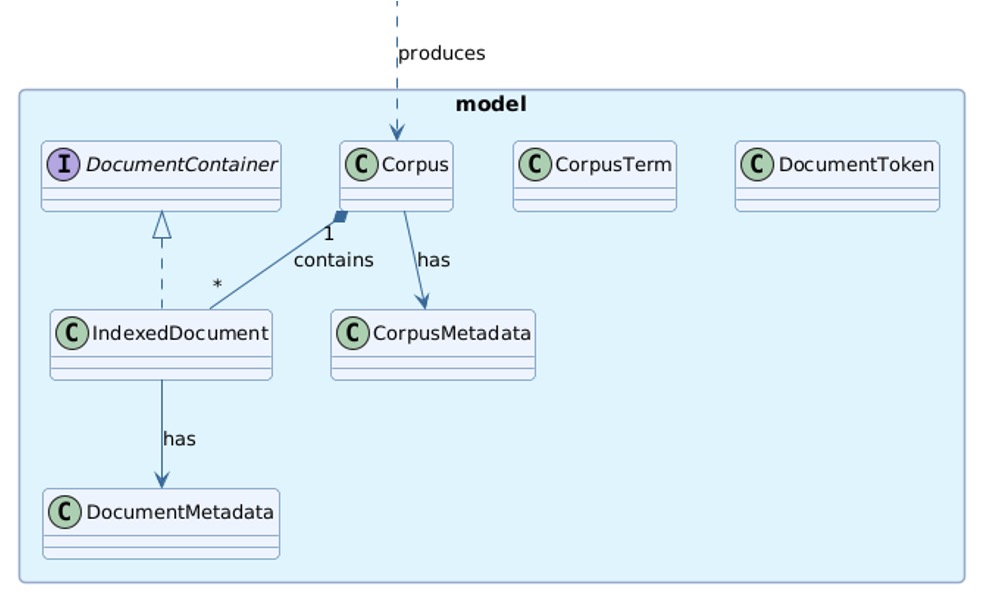 produces
model
I DocumentContainer
C Corpus
C CorpusTerm
C DocumentToken
1
contains
has
*
C IndexedDocument
C CorpusMetadata
has
C DocumentMetadata